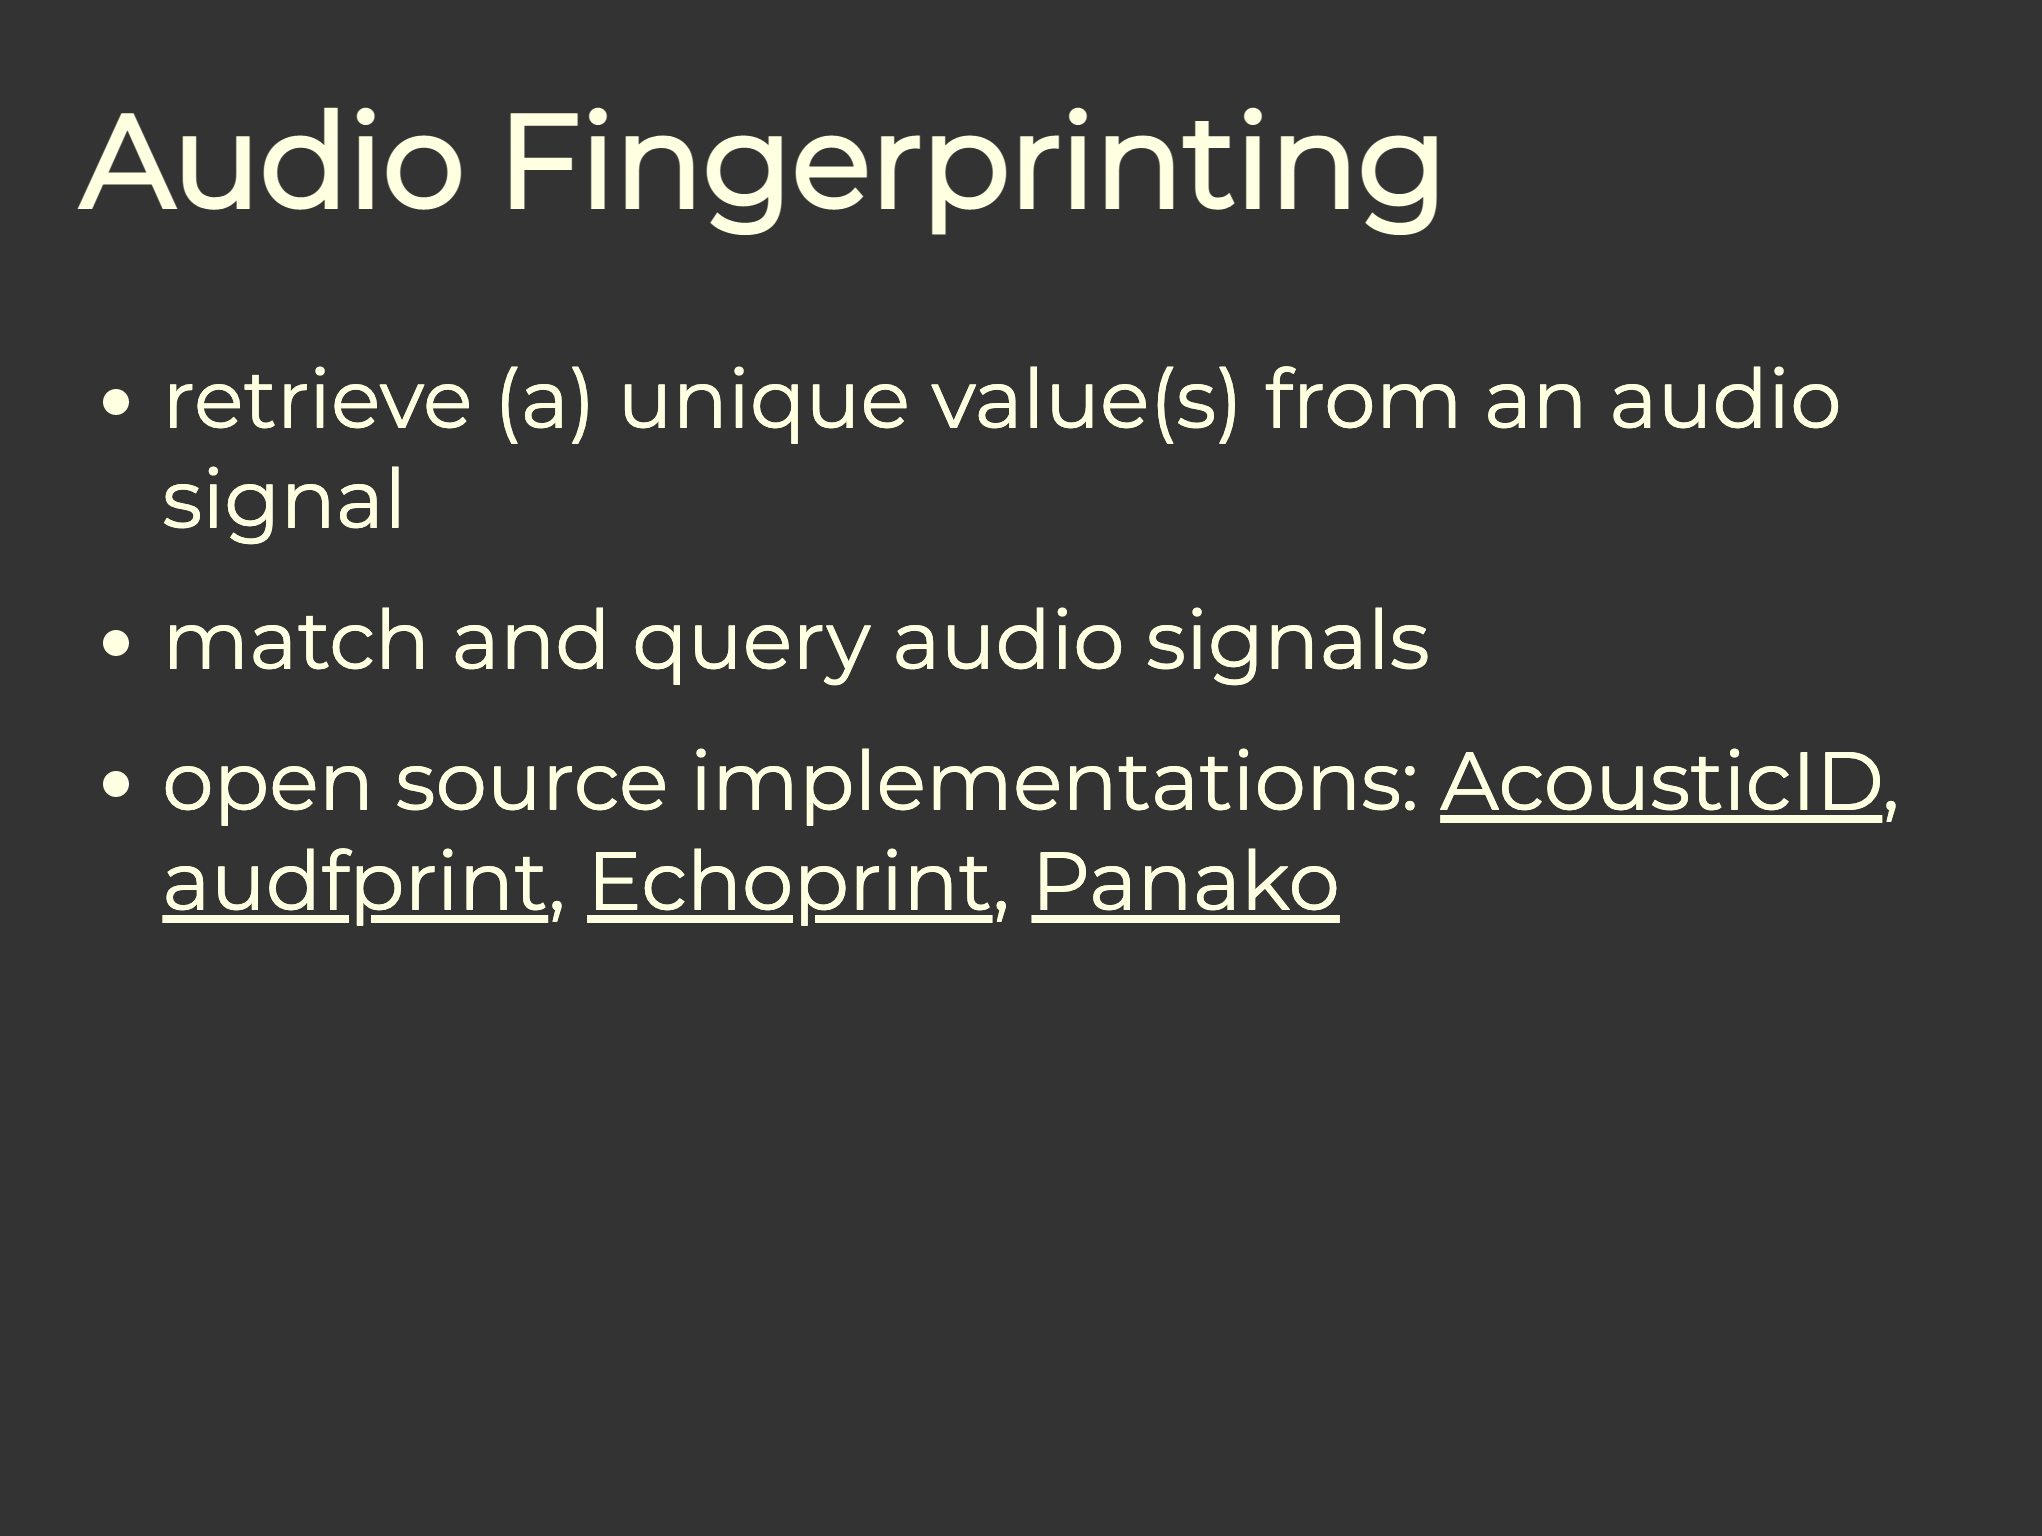 Audio Fingerprinting
• retrieve (a) unique value(s) from an audio
signal
• match and query audio signals
• open source implementations: AcousticID,
audfprint, Echoprint, Panako